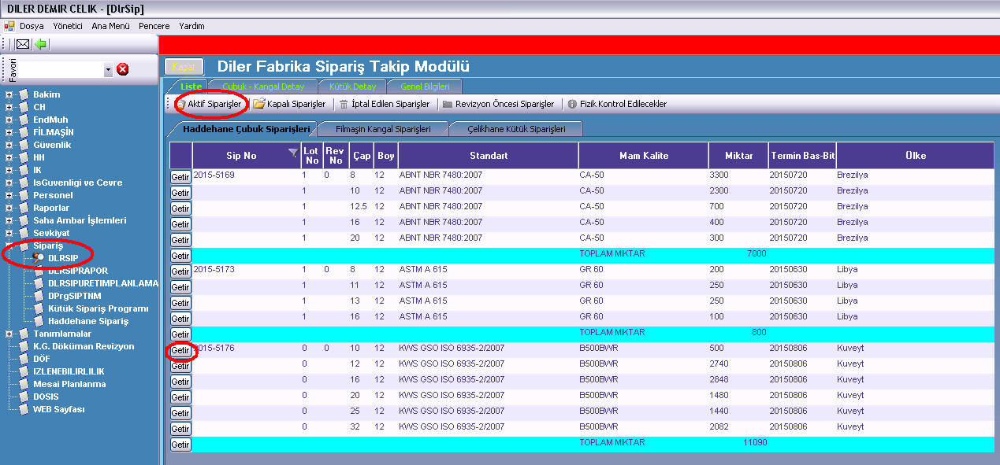 DILER DEMIR CELIK - [DlrSip]
Dosya Yönetici Ana Menü Pencere Yardım
Favori
Bakim
CH
EndMuh
FİLMAŞİN
Güvenlik
HH
IK
IsGuvenligi ve Cevre
Personel
Raporlar
Saha Ambar İşlemleri
Sevkiyat
Sipariş
DLRSIP
DLRSIPRAPOR
DLRSIPURETIMPLANLAMA
DPrgSIPTNM
Kütük Sipariş Programı
Haddehane Sipariş
Tanımlamalar
K.G. Döküman Revizyon
DÖF
IZLENEBILIRLILIK
Mesai Planlanma
DOSIS
WEB Sayfası
Kapat Diler Fabrika Sipariş Takip Modülü
Liste Çubuk - Kangal Detay Kütük Detay Genel Bilgileri
Aktif Siparişler Kapalı Siparişler İptal Edilen Siparişler Revizyon Öncesi Siparişler Fizik Kontrol Edilecekler
Haddehane Çubuk Siparişleri Filmaşin Kangal Siparişleri Çelikhane Kütük Siparişleri
Sip No Lot No Rev No Çap Boy Standart Mam Kalite Miktar Termin Bas-Bit Ülke
Getir 2015-5169 1 0 8 12 ABNT NBR 7480:2007 CA-50 3300 20150720 Brezilya
Getir 1 10 12 ABNT NBR 7480:2007 CA-50 2300 20150720 Brezilya
Getir 1 12.5 12 ABNT NBR 7480:2007 CA-50 700 20150720 Brezilya
Getir 1 16 12 ABNT NBR 7480:2007 CA-50 400 20150720 Brezilya
Getir 1 20 12 ABNT NBR 7480:2007 CA-50 300 20150720 Brezilya
Getir TOPLAM MIKTAR 7000
Getir 2015-5173 1 0 8 12 ASTM A 615 GR 60 200 20150630 Libya
Getir 1 11 12 ASTM A 615 GR 60 250 20150630 Libya
Getir 1 13 12 ASTM A 615 GR 60 250 20150630 Libya
Getir 1 16 12 ASTM A 615 GR 60 100 20150630 Libya
Getir TOPLAM MIKTAR 800
Getir 2015-5176 0 0 10 12 KWS GSO ISO 6935-2/2007 B500BWR 500 20150806 Kuveyt
Getir 0 12 12 KWS GSO ISO 6935-2/2007 B500BWR 2740 20150806 Kuveyt
Getir 0 16 12 KWS GSO ISO 6935-2/2007 B500BWR 2848 20150806 Kuveyt
Getir 0 20 12 KWS GSO ISO 6935-2/2007 B500BWR 1480 20150806 Kuveyt
Getir 0 25 12 KWS GSO ISO 6935-2/2007 B500BWR 1440 20150806 Kuveyt
Getir 0 32 12 KWS GSO ISO 6935-2/2007 B500BWR 2082 20150806 Kuveyt
Getir TOPLAM MIKTAR 11090